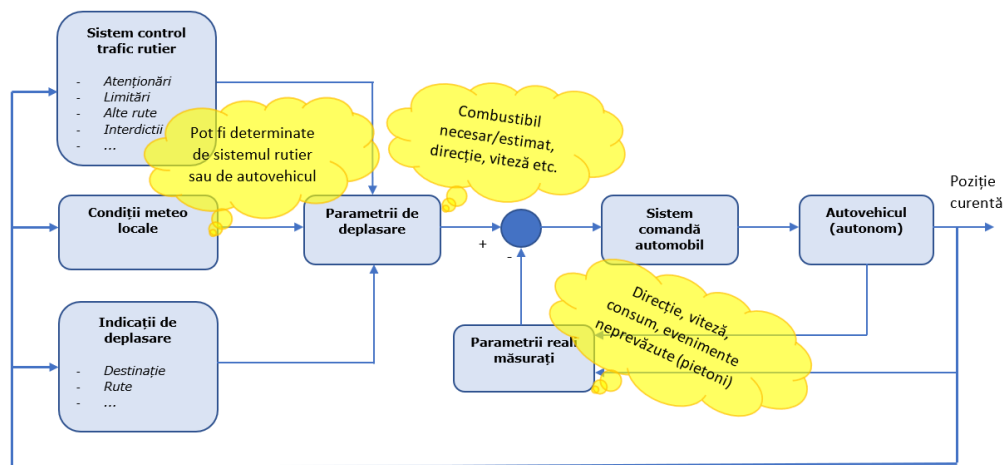 Sistem control
trafic rutier
- Atenționări
- Limitări
- Alte rute
- Interdictii
- ...
Pot fi determinate
de sistemul rutier
sau de autovehicul
Combustibil
necesar/estimat,
direcție, viteză etc.
Condiții meteo
locale
Parametrii de
deplasare
+
-
Sistem
comandă
automobil
Autovehicul
(autonom)
Poziție
curentă
Indicații de
deplasare
- Destinație
- Rute
- ...
Parametrii reali
măsurați
Direcție, viteză,
consum, evenimente
neprevăzute (pietoni)